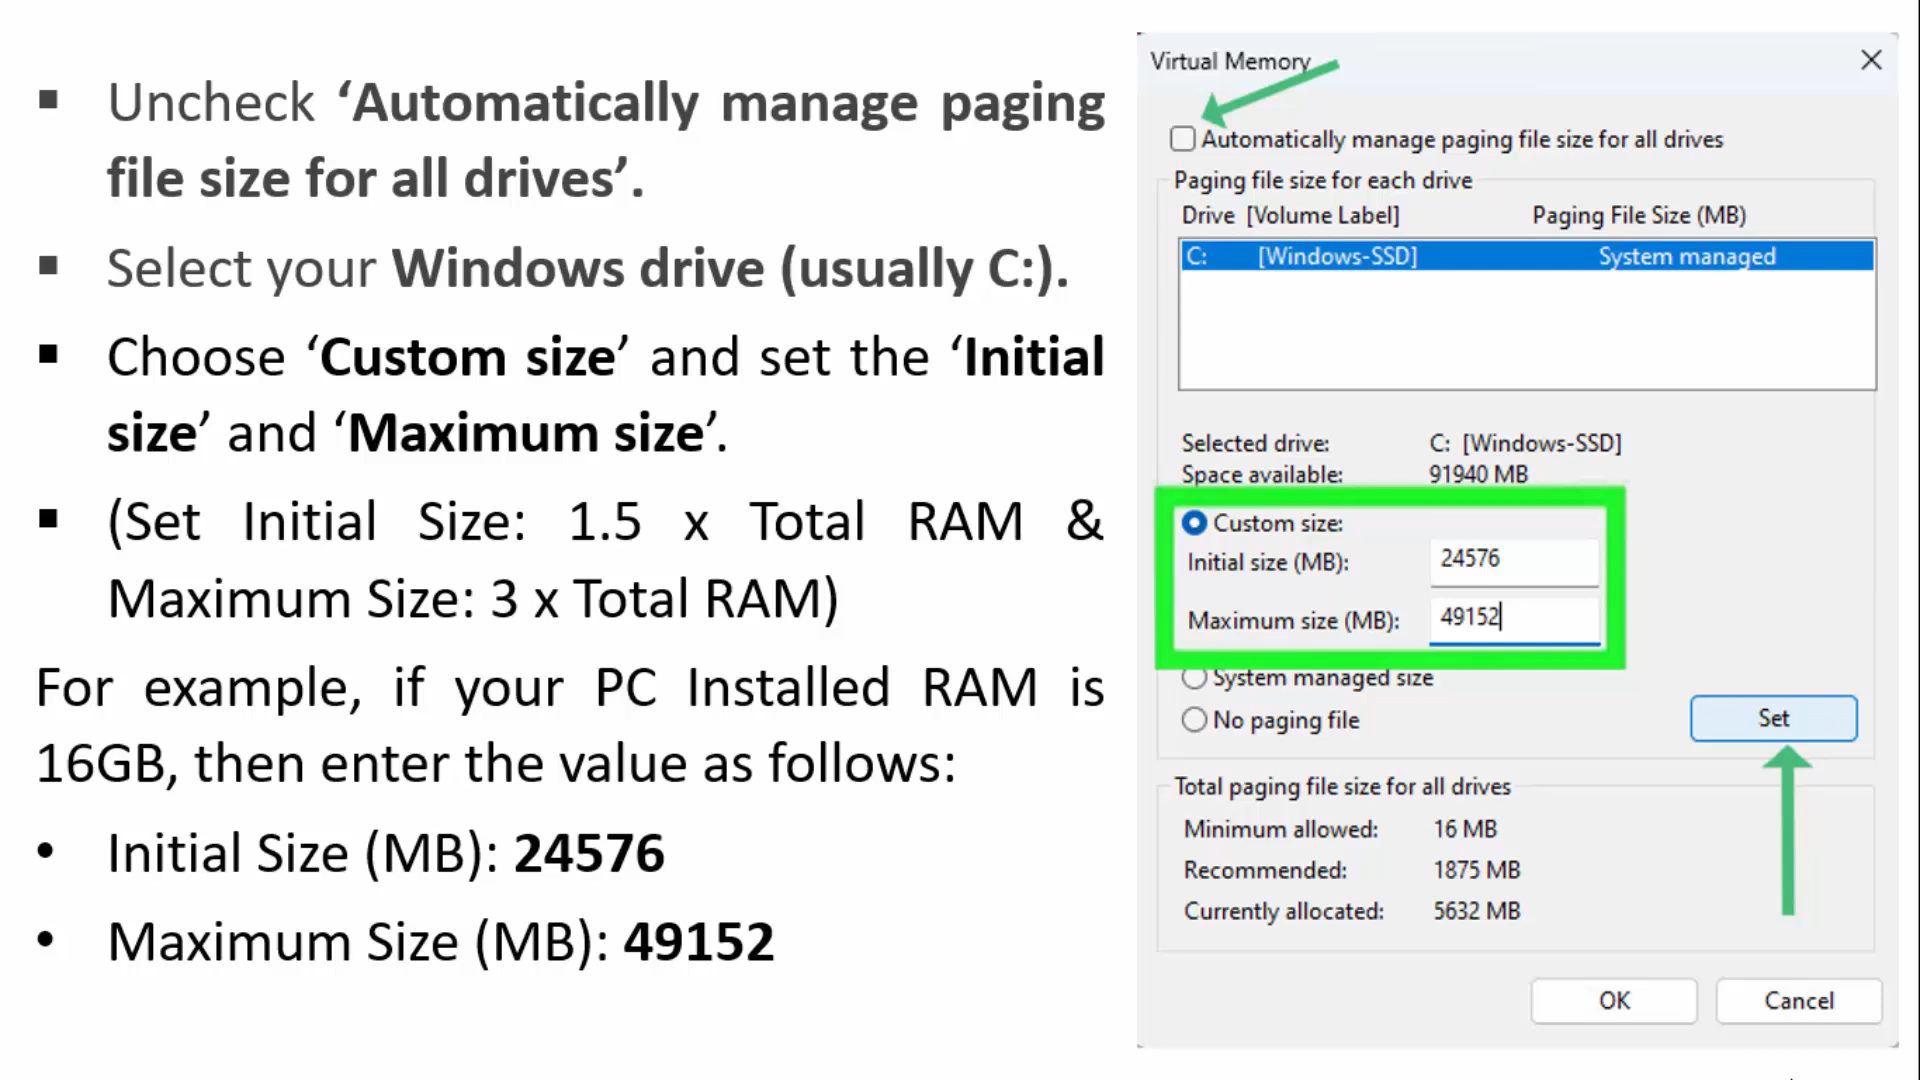 ▪ Uncheck ‘Automatically manage paging
file size for all drives’.
▪ Select your Windows drive (usually C:).
▪ Choose ‘Custom size’ and set the ‘Initial
size’ and ‘Maximum size’.
▪ (Set Initial Size: 1.5 x Total RAM &
Maximum Size: 3 x Total RAM)
For example, if your PC Installed RAM is
16GB, then enter the value as follows:
• Initial Size (MB): 24576
• Maximum Size (MB): 49152
Virtual Memory
Automatically manage paging file size for all drives
Paging file size for each drive
Drive [Volume Label] Paging File Size (MB)
C: [Windows-SSD] System managed
Selected drive: C: [Windows-SSD]
Space available: 91940 MB
Custom size:
Initial size (MB): 24576
Maximum size (MB): 49152
System managed size
No paging file
Set
Total paging file size for all drives
Minimum allowed: 16 MB
Recommended: 1875 MB
Currently allocated: 5632 MB
OK Cancel